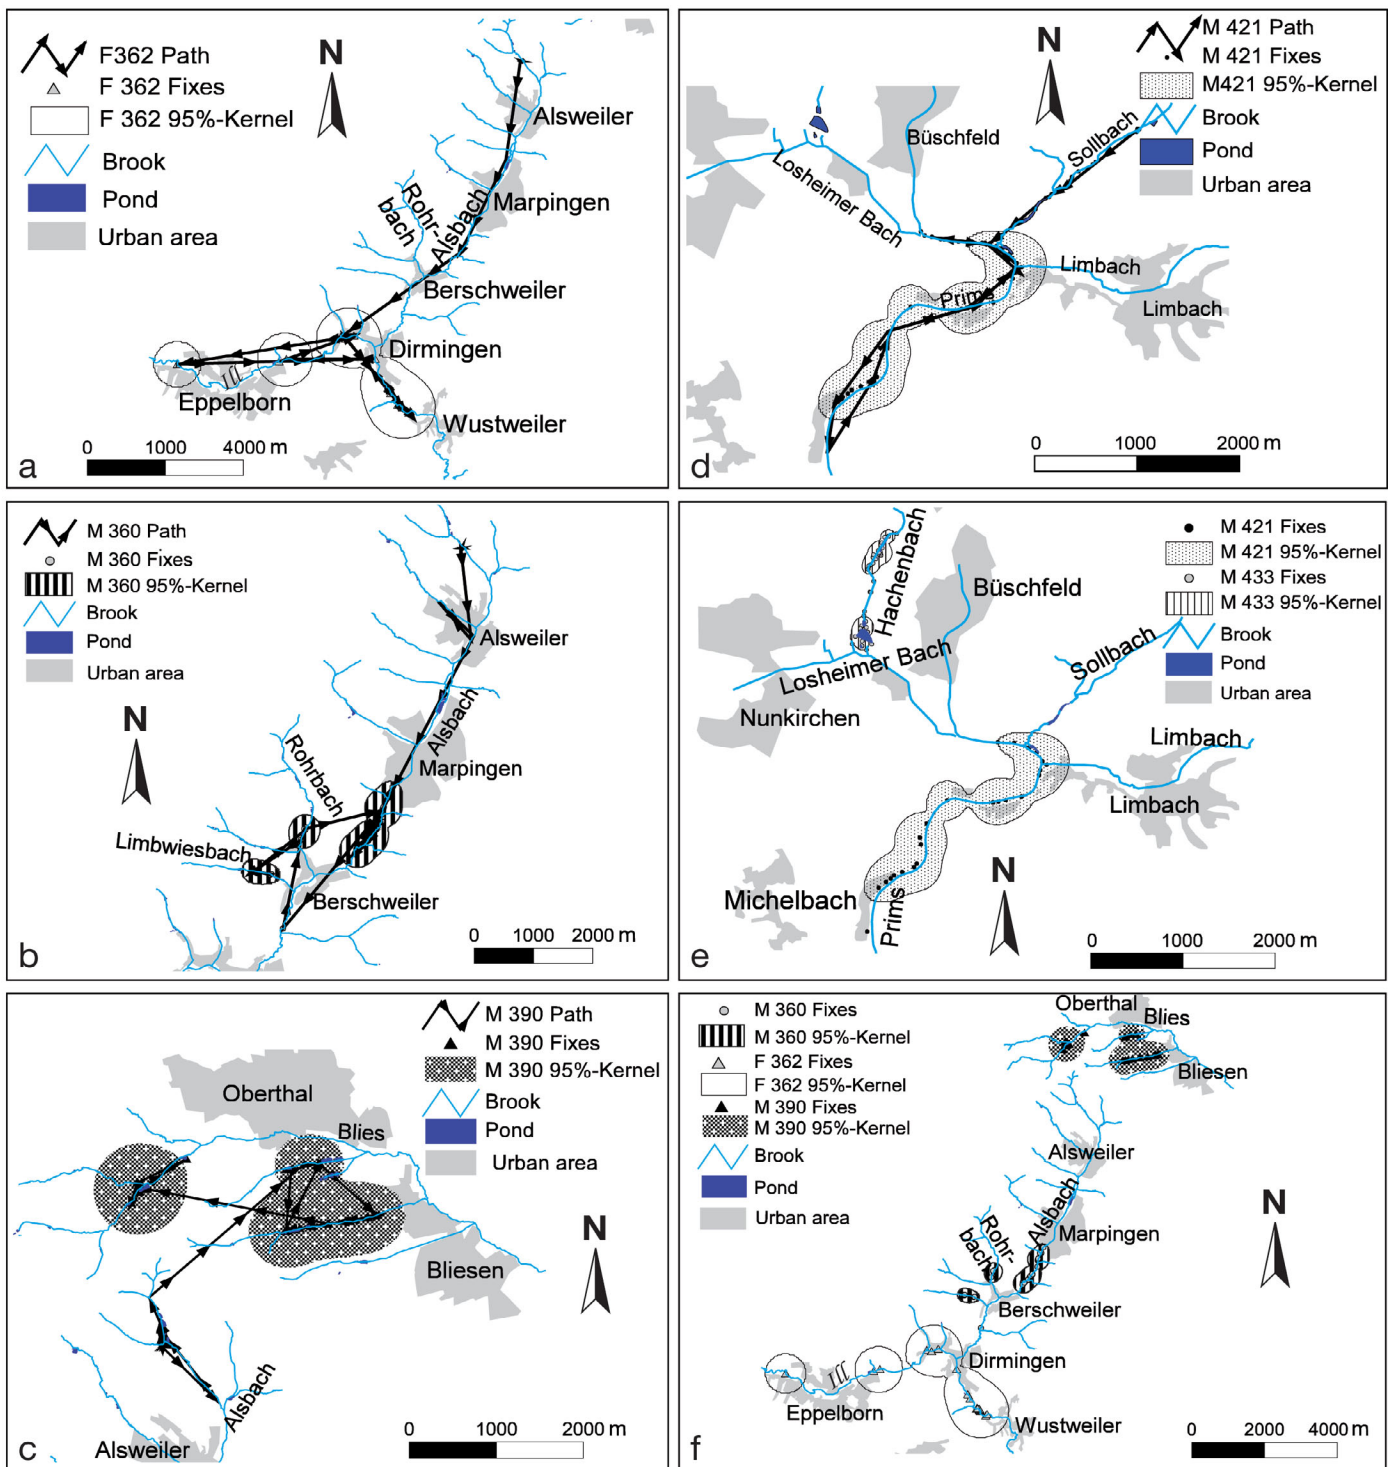 F362 Path
F 362 Fixes
F 362 95%-Kernel
Brook
Pond
Urban area
N
Alsweiler
Marpingen
Rohr-
bach
Alsbach
Berschweiler
Dirmingen
Ill
Eppelborn
Wustweiler
0 1000 4000 m
a
M 421 Path
M 421 Fixes
M421 95%-Kernel
Brook
Pond
Urban area
N
Büschfeld
Sollbach
Losheimer Bach
Limbach
Prims
Limbach
0 1000 2000 m
d
M 360 Path
M 360 Fixes
M 360 95%-Kernel
Brook
Pond
Urban area
N
Alsweiler
Alsbach
Marpingen
Rohrbach
Limbwiesbach
Berschweiler
0 1000 2000 m
b
M 421 Fixes
M 421 95%-Kernel
M 433 Fixes
M 433 95%-Kernel
Brook
Pond
Urban area
Hachenbach
Büschfeld
Sollbach
Losheimer Bach
Nunkirchen
Limbach
Limbach
N
Michelbach
Prims
0 1000 2000 m
e
M 390 Path
M 390 Fixes
M 390 95%-Kernel
Brook
Pond
Urban area
Oberthal
Blies
N
Bliesen
Alsbach
Alsweiler
0 1000 2000 m
c
M 360 Fixes
M 360 95%-Kernel
F 362 Fixes
F 362 95%-Kernel
M 390 Fixes
M 390 95%-Kernel
Brook
Pond
Urban area
Oberthal
Blies
Bliesen
Alsweiler
Alsbach
Marpingen
Rohr-
bach
N
Berschweiler
Dirmingen
Ill
Eppelborn
Wustweiler
0 2000 4000 m
f